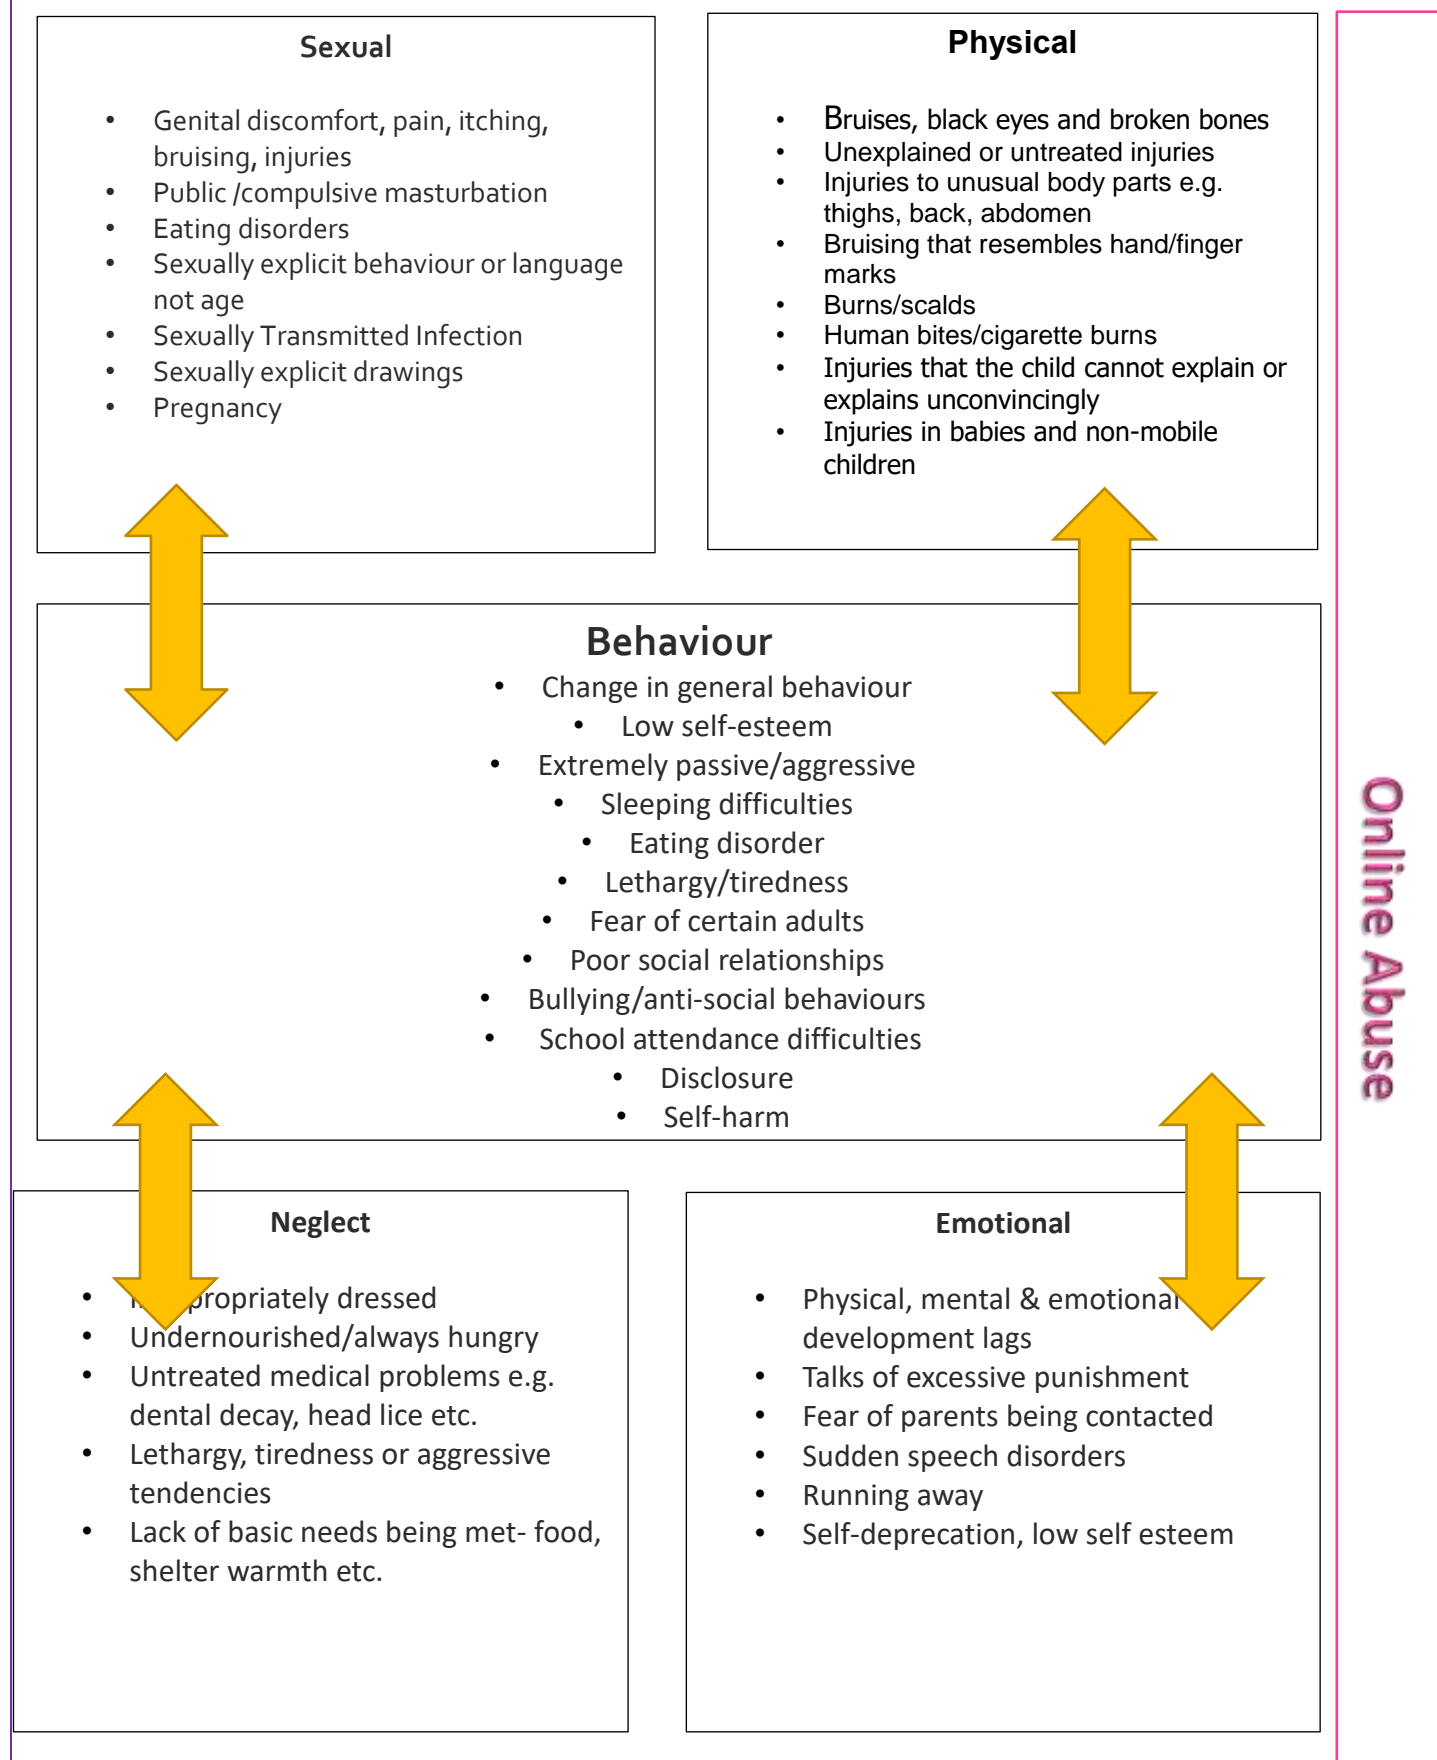 Sexual
• Genital discomfort, pain, itching,
bruising, injuries
• Public /compulsive masturbation
• Eating disorders
• Sexually explicit behaviour or language
not age
• Sexually Transmitted Infection
• Sexually explicit drawings
• Pregnancy
Physical
• Bruises, black eyes and broken bones
• Unexplained or untreated injuries
• Injuries to unusual body parts e.g.
thighs, back, abdomen
• Bruising that resembles hand/finger
marks
• Burns/scalds
• Human bites/cigarette burns
• Injuries that the child cannot explain or
explains unconvincingly
• Injuries in babies and non-mobile
children
Behaviour
• Change in general behaviour
• Low self-esteem
• Extremely passive/aggressive
• Sleeping difficulties
• Eating disorder
• Lethargy/tiredness
• Fear of certain adults
• Poor social relationships
• Bullying/anti-social behaviours
• School attendance difficulties
• Disclosure
• Self-harm
Neglect
• dressed
• Undernourished/always hungry
• Untreated medical problems e.g.
dental decay, head lice etc.
• Lethargy, tiredness or aggressive
tendencies
• Lack of basic needs being met- food,
shelter warmth etc.
Emotional
• Physical, mental & emotional
development lags
• Talks of excessive punishment
• Fear of parents being contacted
• Sudden speech disorders
• Running away
• Self-deprecation, low self esteem
Online Abuse